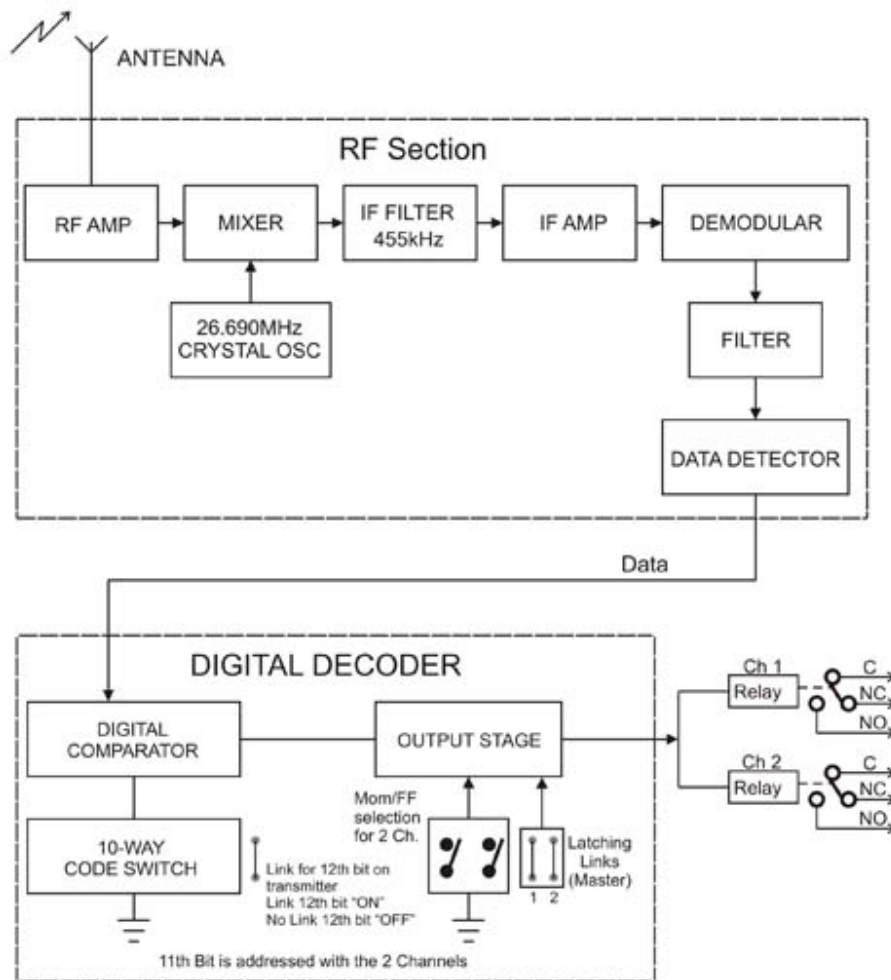 ANTENNA
RF Section
RF AMP
MIXER
IF FILTER
455kHz
IF AMP
DEMODULAR
26.690MHz
CRYSTAL OSC
FILTER
DATA DETECTOR
Data
DIGITAL DECODER
DIGITAL
COMPARATOR
OUTPUT STAGE
Ch 1
Relay
C
NC
NO
Ch 2
Relay
C
NC
NO
10-WAY
CODE SWITCH
Link for 12th bit on
transmitter
Link 12th bit "ON"
No Link 12th bit "OFF"
Mom/FF
selection
for 2 Ch.
1 2
Latching
Links
(Master)
11th Bit is addressed with the 2 Channels